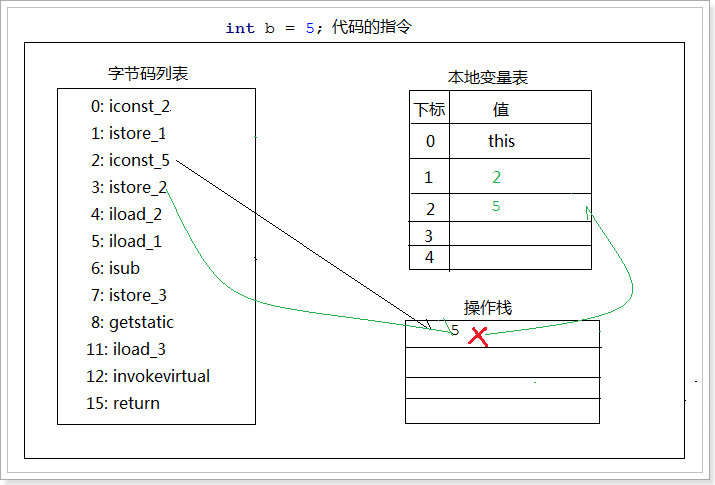 int b = 5; 代码的指令
字节码列表
0: iconst_2
1: istore_1
2: iconst_5
3: istore_2
4: iload_2
5: iload_1
6: isub
7: istore_3
8: getstatic
11: iload_3
12: invokevirtual
15: return
本地变量表
下标 值
0 this
1 2
2 5
3
4
操作栈
5